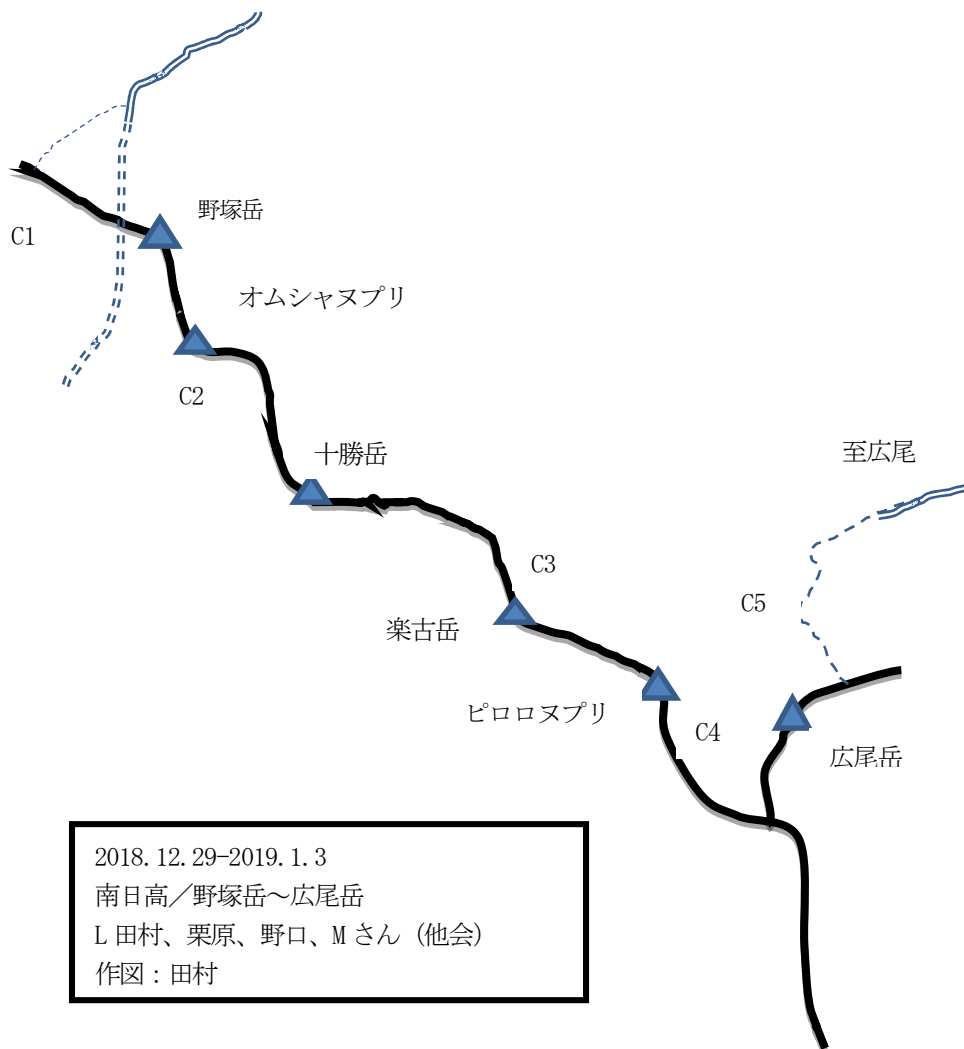 野塚岳
C1
オムシャヌプリ
C2
十勝岳
至広尾
C3
C5
楽古岳
ピロロヌプリ
C4
広尾岳
2018.12.29-2019.1.3
南日高／野塚岳～広尾岳
L 田村、栗原、野口、M さん（他会）
作図：田村